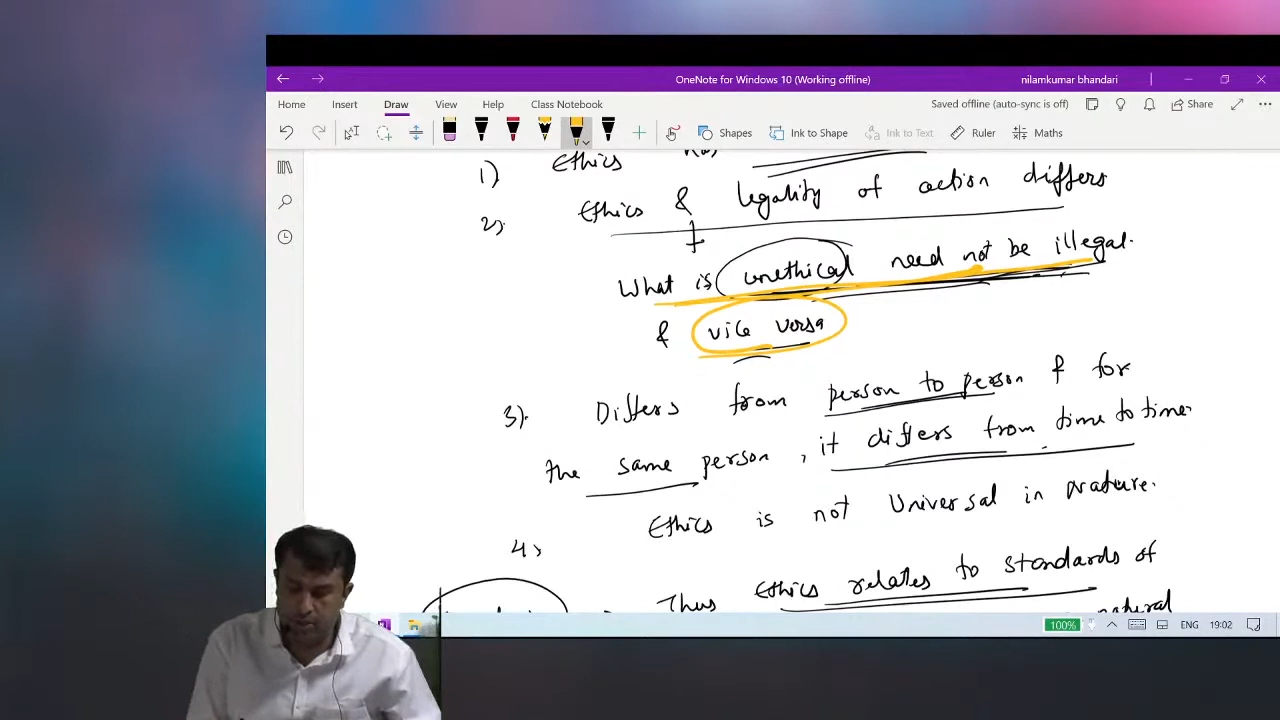 OneNote for Windows 10 (Working offline)
nilamkumar bhandari
Home
Insert
Draw
View
Help
Class Notebook
Saved offline (auto-sync is off)
Share
Shapes
Ink to Shape
Ink to Text
Ruler
Maths
1) Ethics
2). Ethics & legality of action differs
What is unethical need not be illegal.
& vice versa
3). Differs from person to person & for
the same person, it differs from time to time.
4) Ethics is not Universal in nature.
Thus Ethics relates to standards of
natural
100%
ENG
19:02